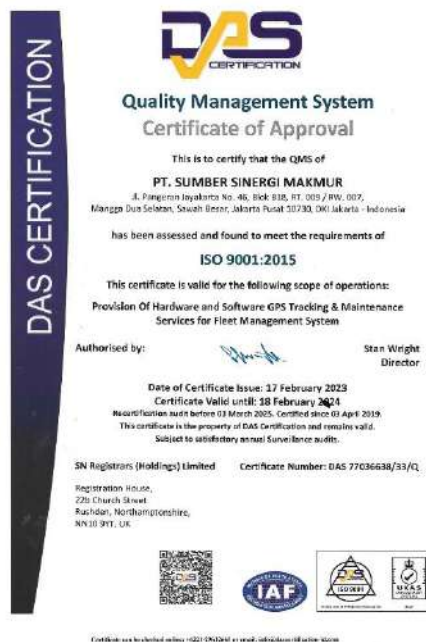 DAS
CERTIFICATION
DAS CERTIFICATION
Quality Management System
Certificate of Approval
This is to certify that the QMS of
PT. SUMBER SINERGI MAKMUR
Jl. Pangeran Jayakarta No. 46, Blok B18, RT. 009 / RW. 007,
Mangga Dua Selatan, Sawah Besar, Jakarta Pusat 10730, DKI Jakarta - Indonesia
has been assessed and found to meet the requirements of
ISO 9001:2015
This certificate is valid for the following scope of operations:
Provision Of Hardware and Software GPS Tracking & Maintenance
Services for Fleet Management System
Authorised by:
Stan Wright
Director
Date of Certificate Issue: 17 February 2023
Certificate Valid until: 18 February 2024
Recertification audit before 03 March 2025. Certified since 03 April 2019.
This certificate is the property of DAS Certification and remains valid.
Subject to satisfactory annual Surveillance audits.
SN Registrars (Holdings) Limited
Certificate Number: DAS 77036638/33/Q
Registration House,
22b Church Street
Rushden, Northamptonshire,
NN10 9YT, UK
DAS
IAF
ISO 9001
UKAS